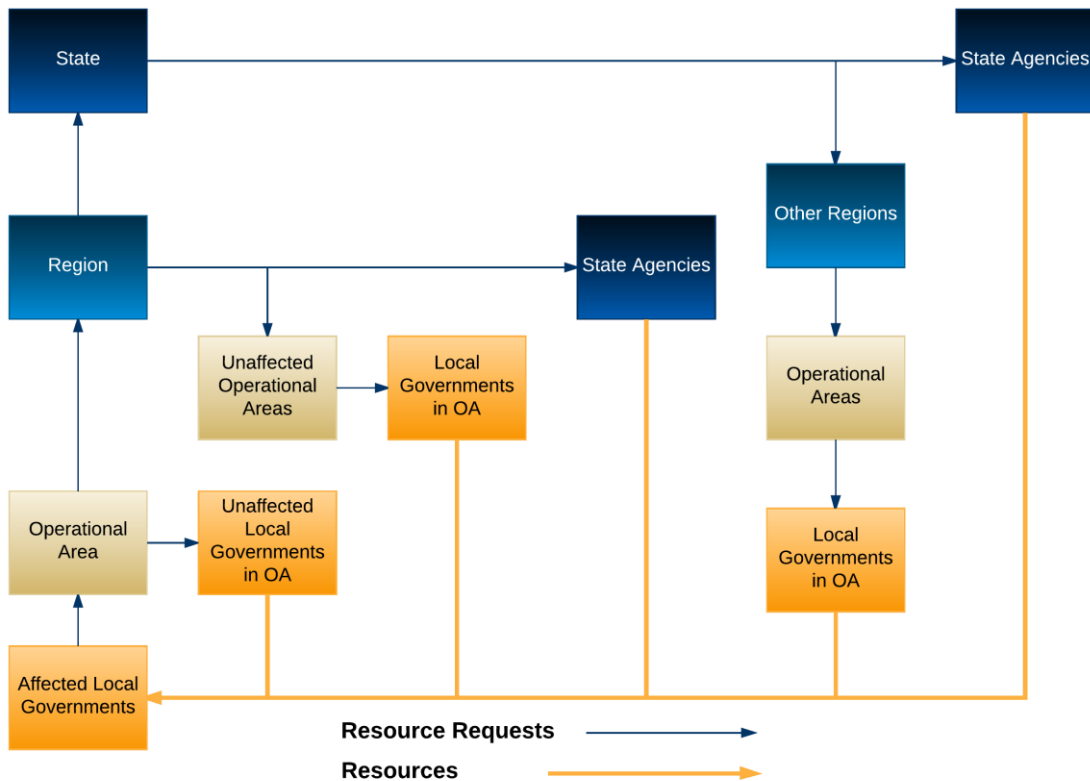 State
State Agencies
Other Regions
Region
State Agencies
Unaffected
Operational
Areas
Local
Governments
in OA
Operational
Areas
Operational
Area
Unaffected
Local
Governments
in OA
Local
Governments
in OA
Affected Local
Governments
Resource Requests
Resources